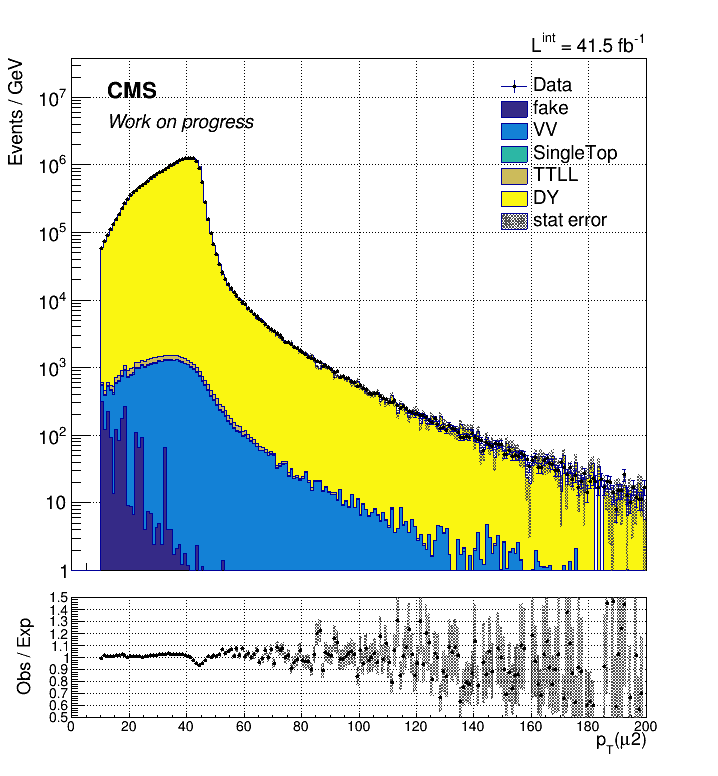 L^int = 41.5 fb^-1
Events / GeV
CMS
Work on progress
Data
fake
VV
SingleTop
TTLL
DY
stat error
10^7
10^6
10^5
10^4
10^3
10^2
10
1
Obs / Exp
1.5
1.4
1.3
1.2
1.1
1
0.9
0.8
0.7
0.6
0.5
0 20 40 60 80 100 120 140 160 180 200
p_T(μ2)